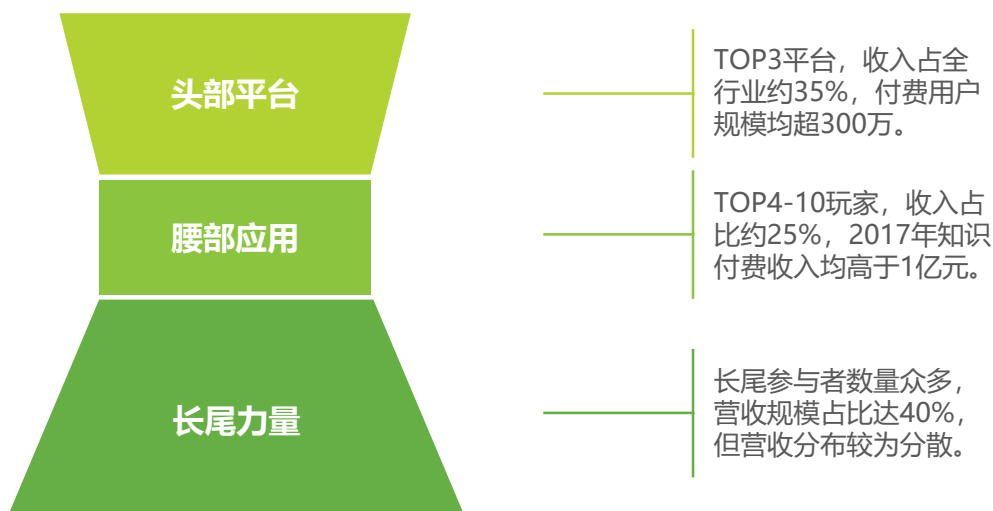 头部平台
TOP3平台，收入占全
行业约35%，付费用户
规模均超300万。
腰部应用
TOP4-10玩家，收入占
比约25%，2017年知识
付费收入均高于1亿元。
长尾力量
长尾参与者数量众多，
营收规模占比达40%，
但营收分布较为分散。